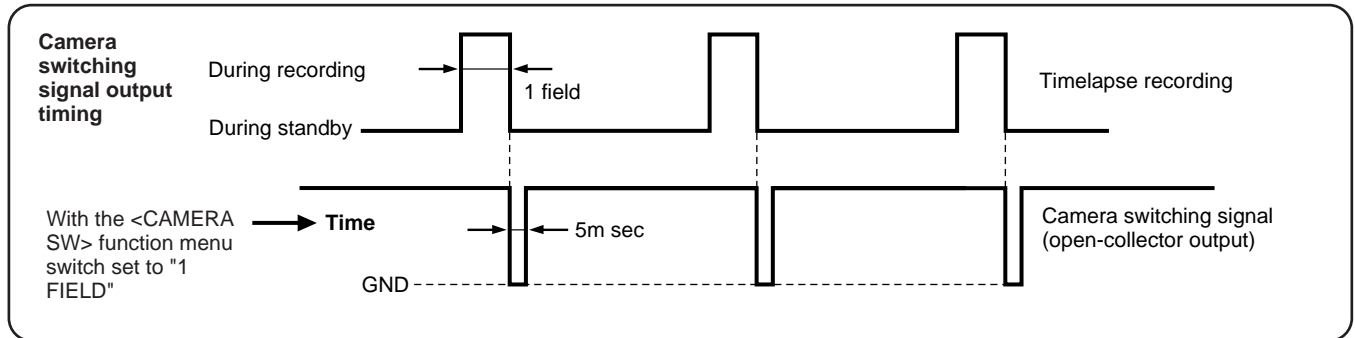 Camera
switching
signal output
timing
During recording
1 field
Timelapse recording
During standby
With the <CAMERA
SW> function menu
switch set to "1
FIELD"
Time
5m sec
Camera switching signal
(open-collector output)
GND